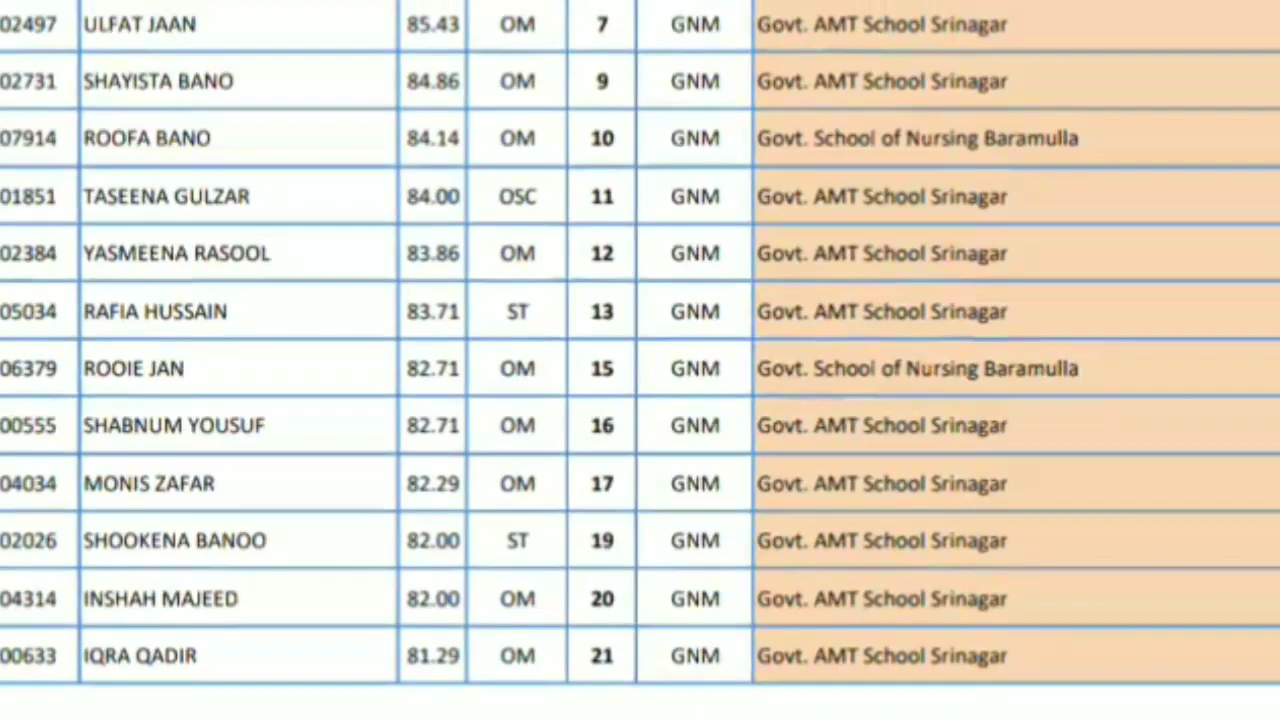 02497 ULFAT JAAN 85.43 OM 7 GNM Govt. AMT School Srinagar
02731 SHAYISTA BANO 84.86 OM 9 GNM Govt. AMT School Srinagar
07914 ROOFA BANO 84.14 OM 10 GNM Govt. School of Nursing Baramulla
01851 TASEENA GULZAR 84.00 OSC 11 GNM Govt. AMT School Srinagar
02384 YASMEENA RASOOL 83.86 OM 12 GNM Govt. AMT School Srinagar
05034 RAFIA HUSSAIN 83.71 ST 13 GNM Govt. AMT School Srinagar
06379 ROOIE JAN 82.71 OM 15 GNM Govt. School of Nursing Baramulla
00555 SHABNUM YOUSUF 82.71 OM 16 GNM Govt. AMT School Srinagar
04034 MONIS ZAFAR 82.29 OM 17 GNM Govt. AMT School Srinagar
02026 SHOOKENA BANOO 82.00 ST 19 GNM Govt. AMT School Srinagar
04314 INSHAH MAJEED 82.00 OM 20 GNM Govt. AMT School Srinagar
00633 IQRA QADIR 81.29 OM 21 GNM Govt. AMT School Srinagar